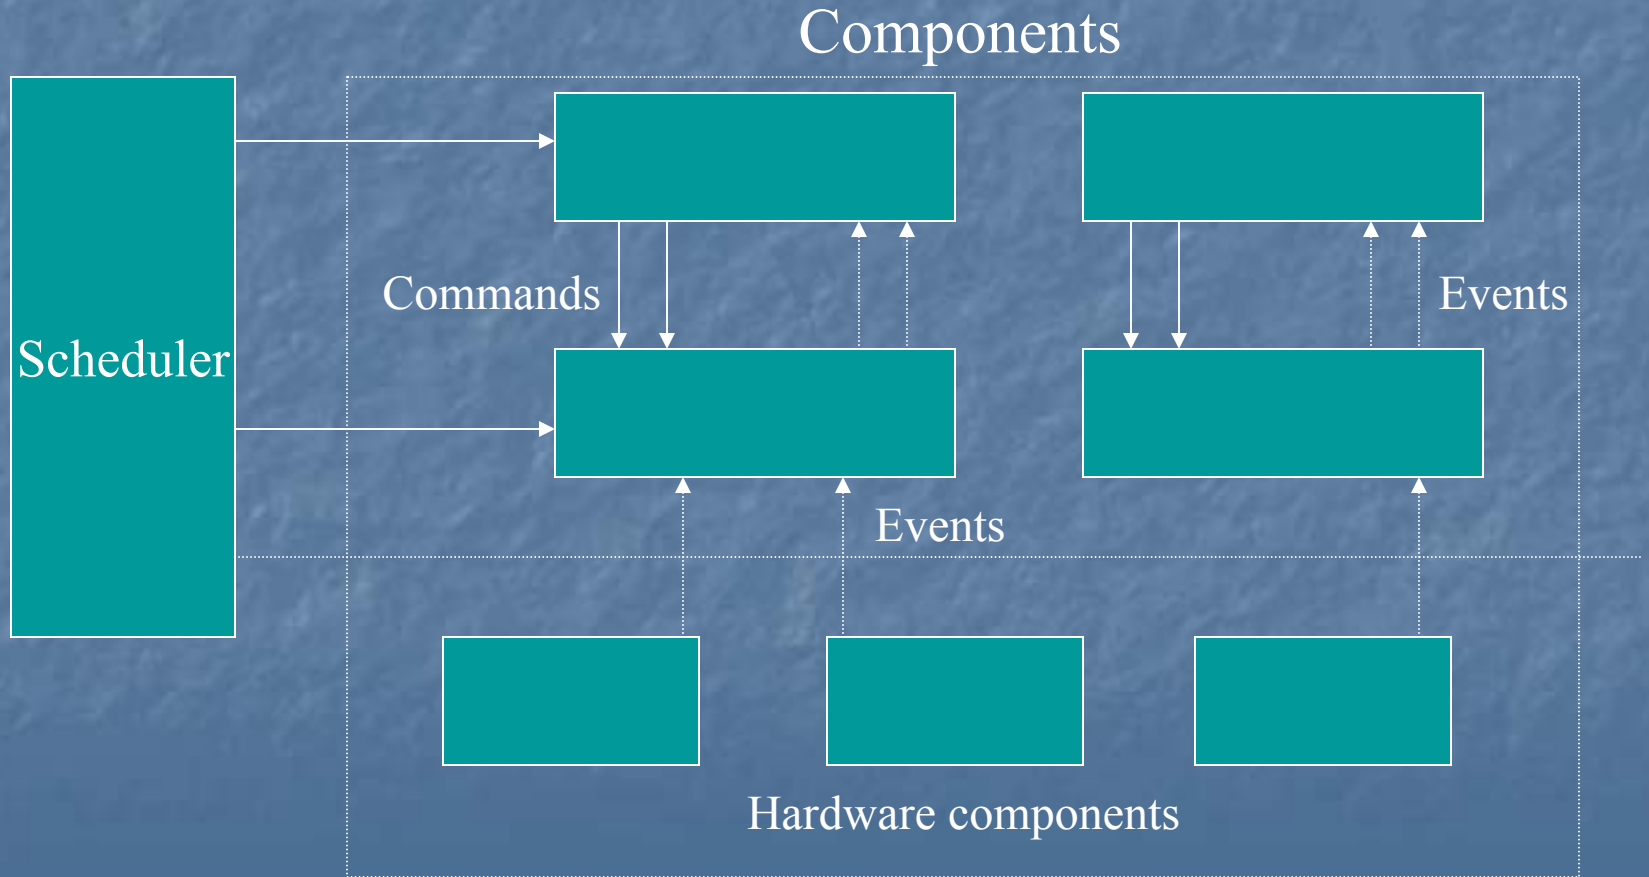 Components
Commands
Events
Scheduler
Events
Hardware components